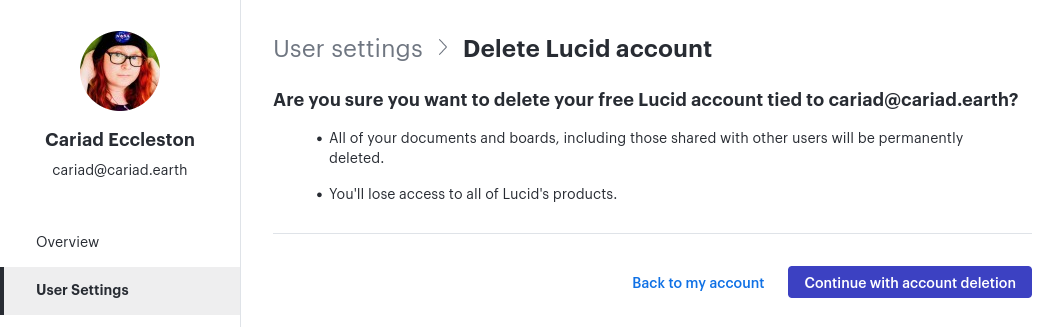 Cariad Eccleston
cariad@cariad.earth
Overview
User Settings
User settings > Delete Lucid account
Are you sure you want to delete your free Lucid account tied to cariad@cariad.earth?
• All of your documents and boards, including those shared with other users will be permanently
deleted.
• You'll lose access to all of Lucid's products.
Back to my account
Continue with account deletion